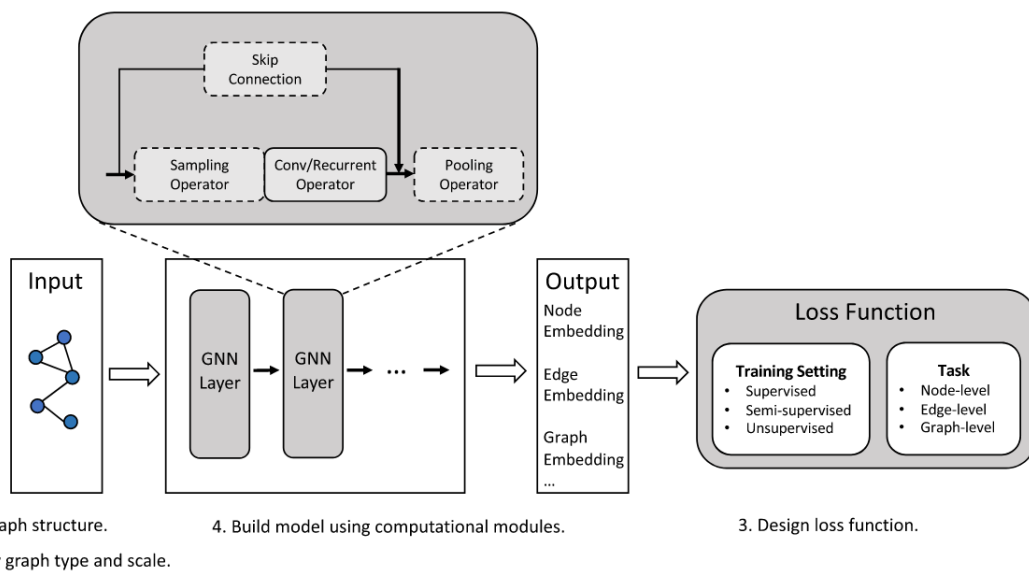 Skip
Connection
Sampling
Operator
Conv/Recurrent
Operator
Pooling
Operator
Input
GNN
Layer
GNN
Layer
...
Output
Node
Embedding
Edge
Embedding
Graph
Embedding
...
Loss Function
Training Setting
• Supervised
• Semi-supervised
• Unsupervised
Task
• Node-level
• Edge-level
• Graph-level
aph structure.
4. Build model using computational modules.
3. Design loss function.
graph type and scale.